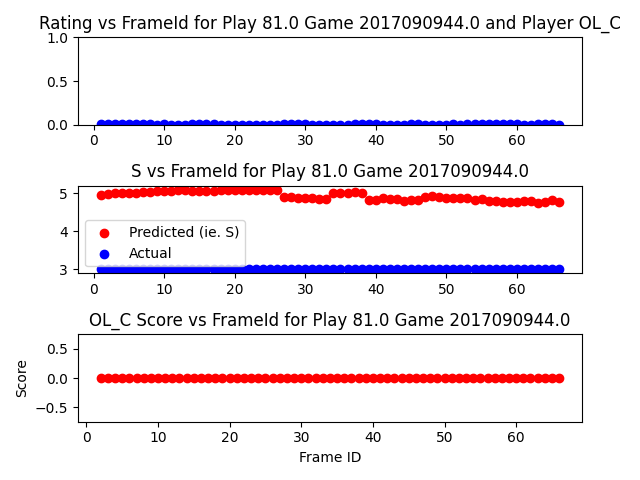 Rating vs FrameId for Play 81.0 Game 2017090944.0 and Player OL_C
1.0
0.5
0.0
0 10 20 30 40 50 60
S vs FrameId for Play 81.0 Game 2017090944.0
5
4
3
Predicted (ie. S)
Actual
0 10 20 30 40 50 60
OL_C Score vs FrameId for Play 81.0 Game 2017090944.0
Score
0.5
0.0
−0.5
0 10 20 30 40 50 60
Frame ID